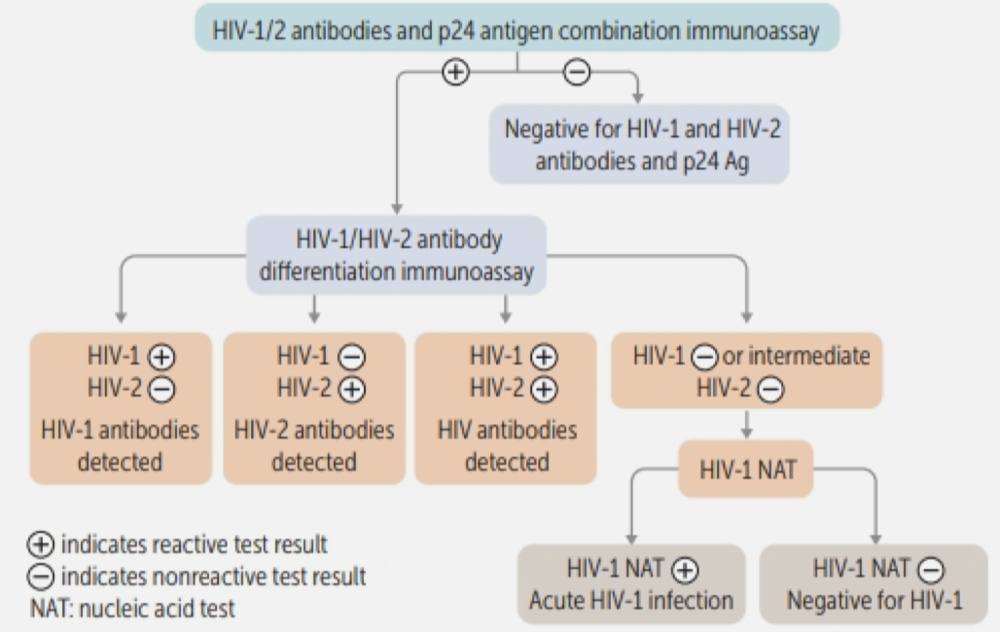 HIV-1/2 antibodies and p24 antigen combination immunoassay
⊕ ⊖
Negative for HIV-1 and HIV-2
antibodies and p24 Ag
HIV-1/HIV-2 antibody
differentiation immunoassay
HIV-1 ⊕
HIV-2 ⊖
HIV-1 antibodies
detected
HIV-1 ⊖
HIV-2 ⊕
HIV-2 antibodies
detected
HIV-1 ⊕
HIV-2 ⊕
HIV antibodies
detected
HIV-1 ⊖ or intermediate
HIV-2 ⊖
HIV-1 NAT
HIV-1 NAT ⊕
Acute HIV-1 infection
HIV-1 NAT ⊖
Negative for HIV-1
⊕ indicates reactive test result
⊖ indicates nonreactive test result
NAT: nucleic acid test